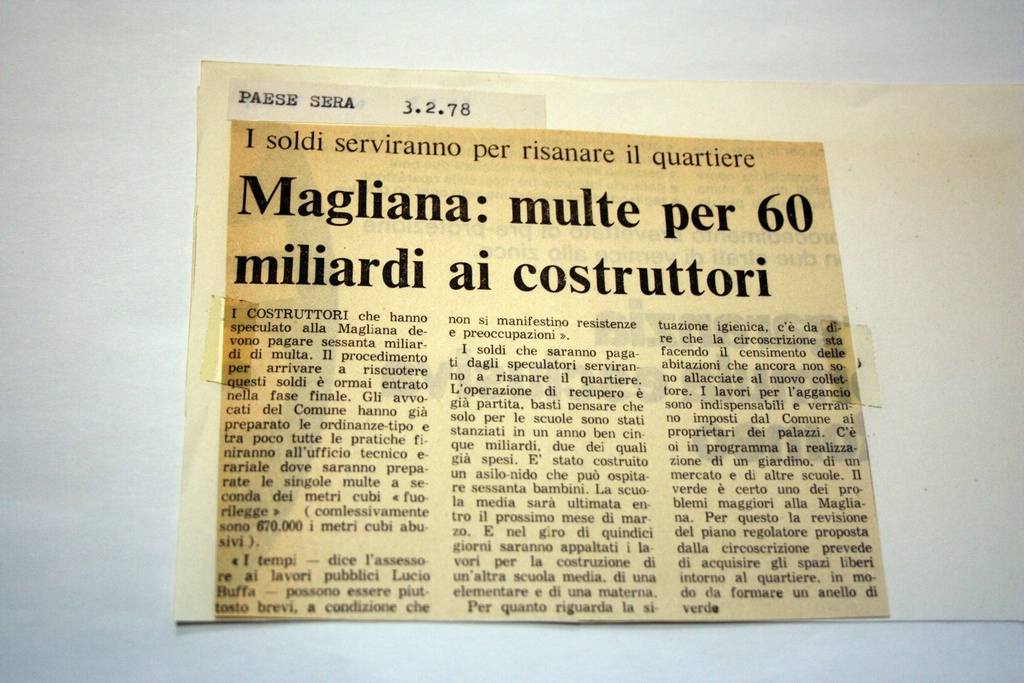 PAESE SERA 3.2.78
I soldi serviranno per risanare il quartiere
Magliana: multe per 60
miliardi ai costruttori
I COSTRUTTORI che hanno
speculato alla Magliana de-
vono pagare sessanta miliar-
di di multa. Il procedimento
per arrivare a riscuotere
questi soldi è ormai entrato
nella fase finale. Gli avvo-
cati del Comune hanno già
preparato le ordinanze-tipo e
tra poco tutte le pratiche fi-
niranno all'ufficio tecnico e-
rariale dove saranno prepa-
rate le singole multe a se-
conda dei metri cubi « fuo-
rilegge » ( comlessivamente
sono 670.000 i metri cubi abu-
sivi ).
« I tempi — dice l'assesso-
re ai lavori pubblici Lucio
Buffa — possono essere piut-
tosto brevi, a condizione che
non si manifestino resistenze
e preoccupazioni ».
I soldi che saranno paga-
ti dagli speculatori serviran-
no a risanare il quartiere.
L'operazione di recupero è
già partita, basti pensare che
solo per le scuole sono stati
stanziati in un anno ben cin-
que miliardi, due dei quali
già spesi. E' stato costruito
un asilo-nido che può ospita-
re sessanta bambini. La scuo-
la media sarà ultimata en-
tro il prossimo mese di mar-
zo. E nel giro di quindici
giorni saranno appaltati i la-
vori per la costruzione di
un'altra scuola media, di una
elementare e di una materna.
Per quanto riguarda la si-
tuazione igienica, c'è da di-
re che la circoscrizione sta
facendo il censimento delle
abitazioni che ancora non so-
no allacciate al nuovo collet-
tore. I lavori per l'aggancio
sono indispensabili e verran-
no imposti dal Comune ai
proprietari dei palazzi. C'è
oi in programma la realizza-
zione di un giardino, di un
mercato e di altre scuole. Il
verde è certo uno dei pro-
blemi maggiori alla Maglia-
na. Per questo la revisione
del piano regolatore proposta
dalla circoscrizione prevede
di acquisire gli spazi liberi
intorno al quartiere, in mo-
do da formare un anello di
verde